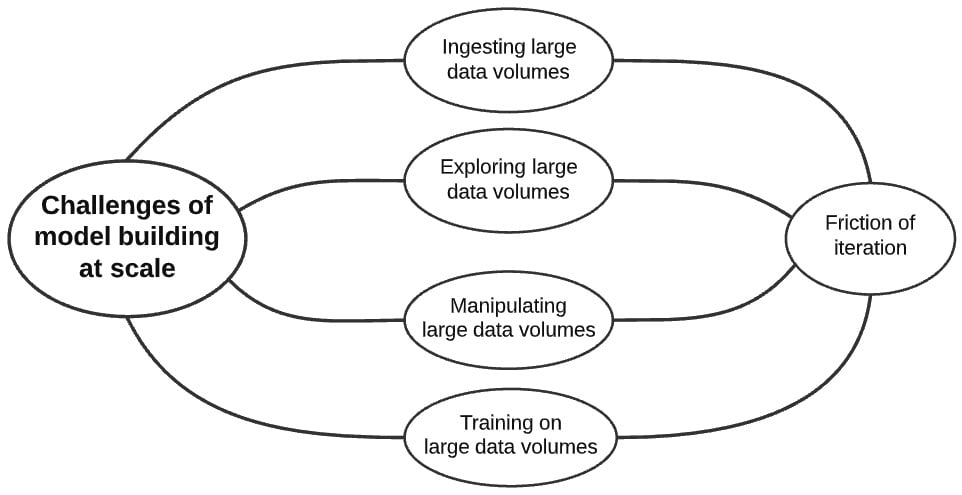 Ingesting large
data volumes
Exploring large
data volumes
Challenges of
model building
at scale
Friction of
iteration
Manipulating
large data volumes
Training on
large data volumes